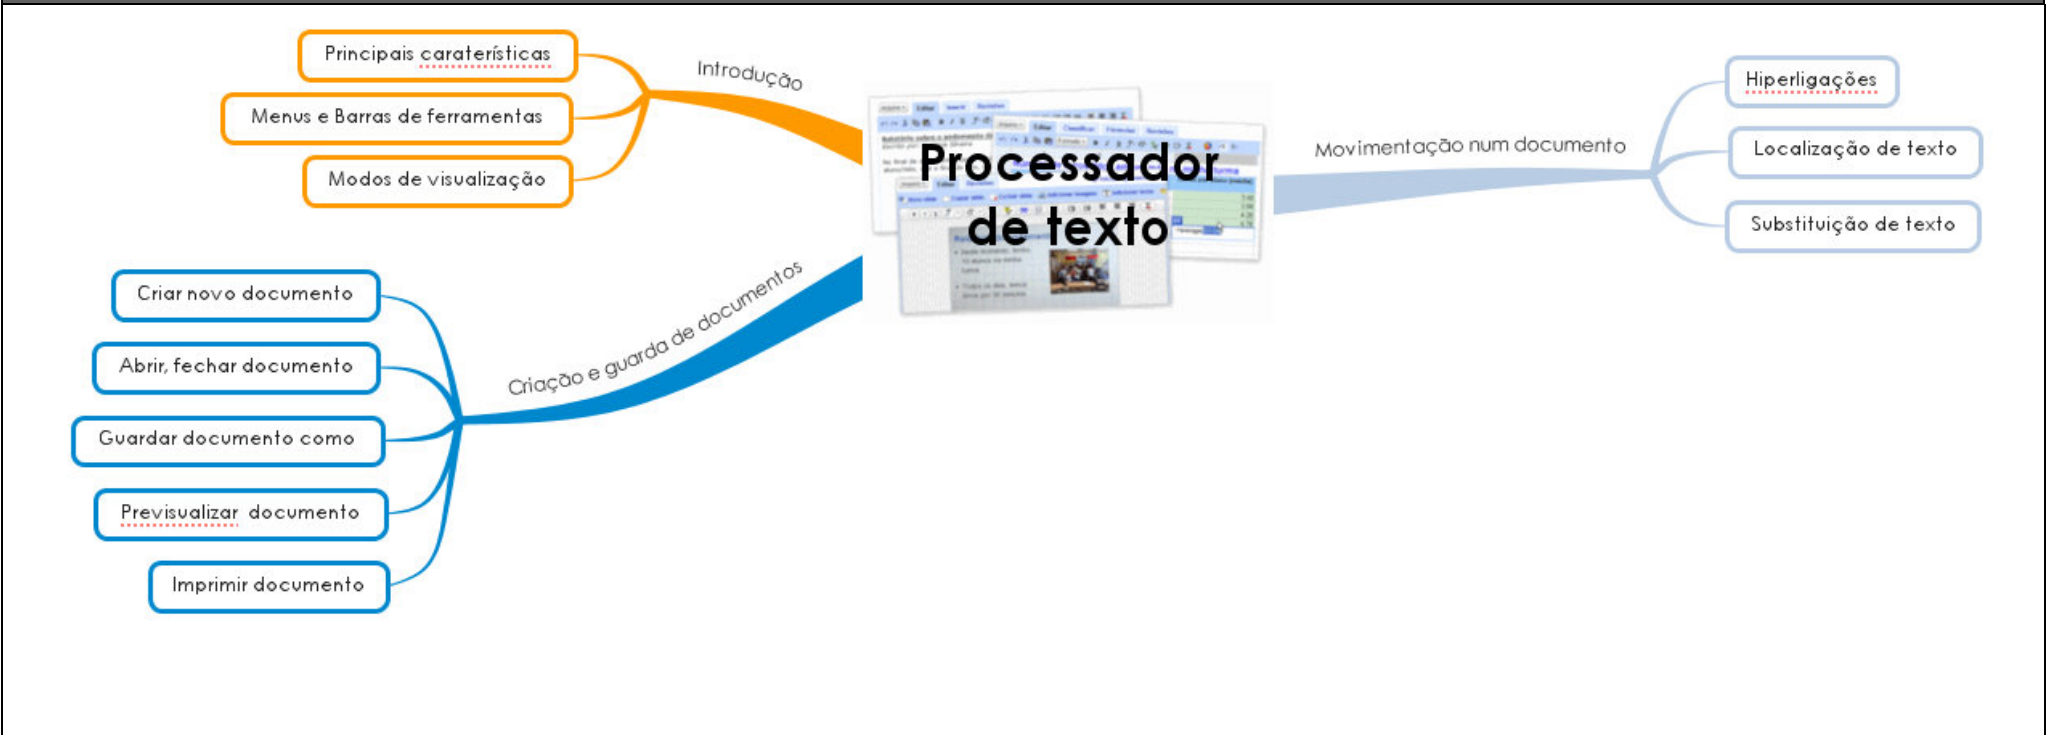 Principais caraterísticas
Menus e Barras de ferramentas
Modos de visualização
Introdução
Criar novo documento
Abrir, fechar documento
Guardar documento como
Previsualizar documento
Imprimir documento
Criação e guarda de documentos
Processador
de texto
Movimentação num documento
Hiperligações
Localização de texto
Substituição de texto